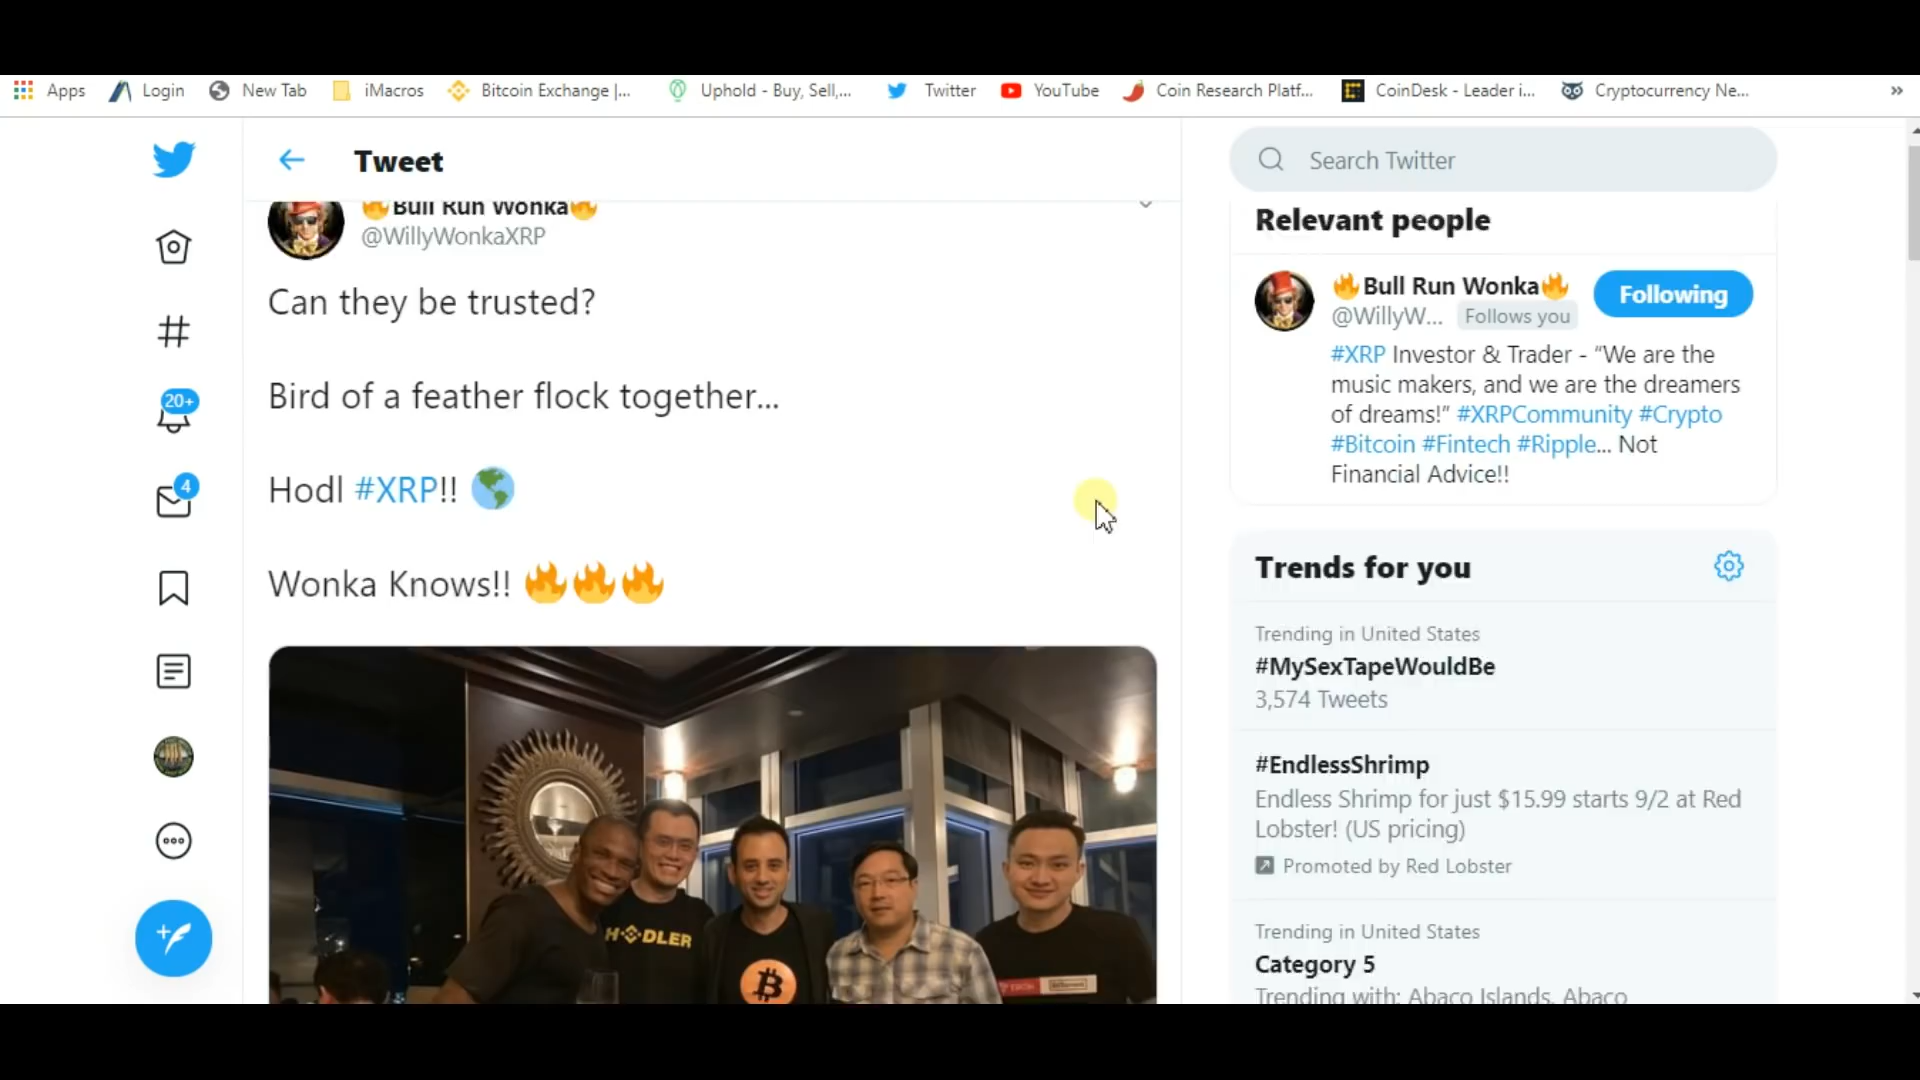 Apps Login New Tab iMacros Bitcoin Exchange |... Uphold - Buy, Sell,... Twitter YouTube Coin Research Platf... CoinDesk - Leader i... Cryptocurrency Ne... »
Tweet
🔥Bull Run Wonka🔥
@WillyWonkaXRP
Can they be trusted?
Bird of a feather flock together...
Hodl #XRP!! 🌎
Wonka Knows!! 🔥🔥🔥
20+
4
H DLER
Search Twitter
Relevant people
🔥Bull Run Wonka🔥
@WillyW... Follows you
Following
#XRP Investor & Trader - “We are the
music makers, and we are the dreamers
of dreams!” #XRPCommunity #Crypto
#Bitcoin #Fintech #Ripple... Not
Financial Advice!!
Trends for you
Trending in United States
#MySexTapeWouldBe
3,574 Tweets
#EndlessShrimp
Endless Shrimp for just $15.99 starts 9/2 at Red
Lobster! (US pricing)
Promoted by Red Lobster
Trending in United States
Category 5
Trending with: Abaco Islands, Abaco